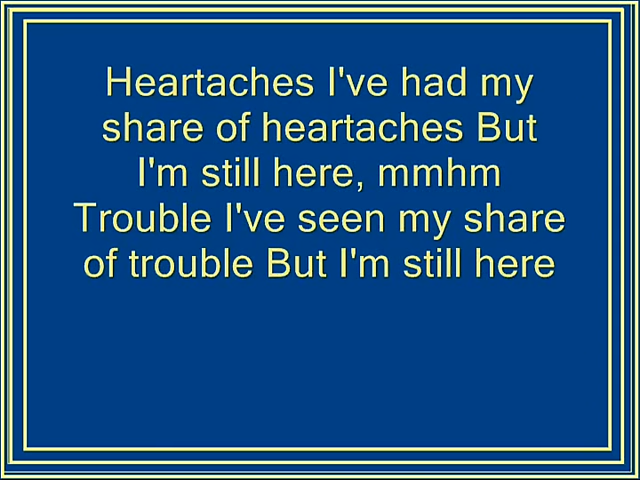 Heartaches I've had my
share of heartaches But
I'm still here, mmhm
Trouble I've seen my share
of trouble But I'm still here